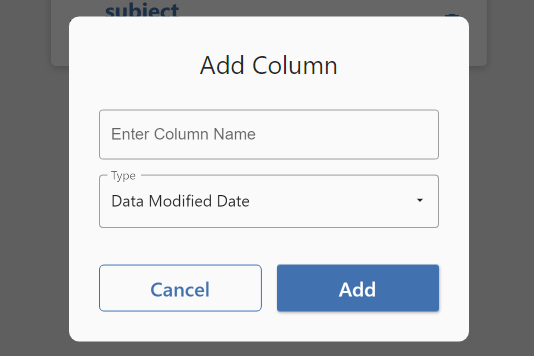 subject
Add Column
Enter Column Name
Type
Data Modified Date
Cancel
Add